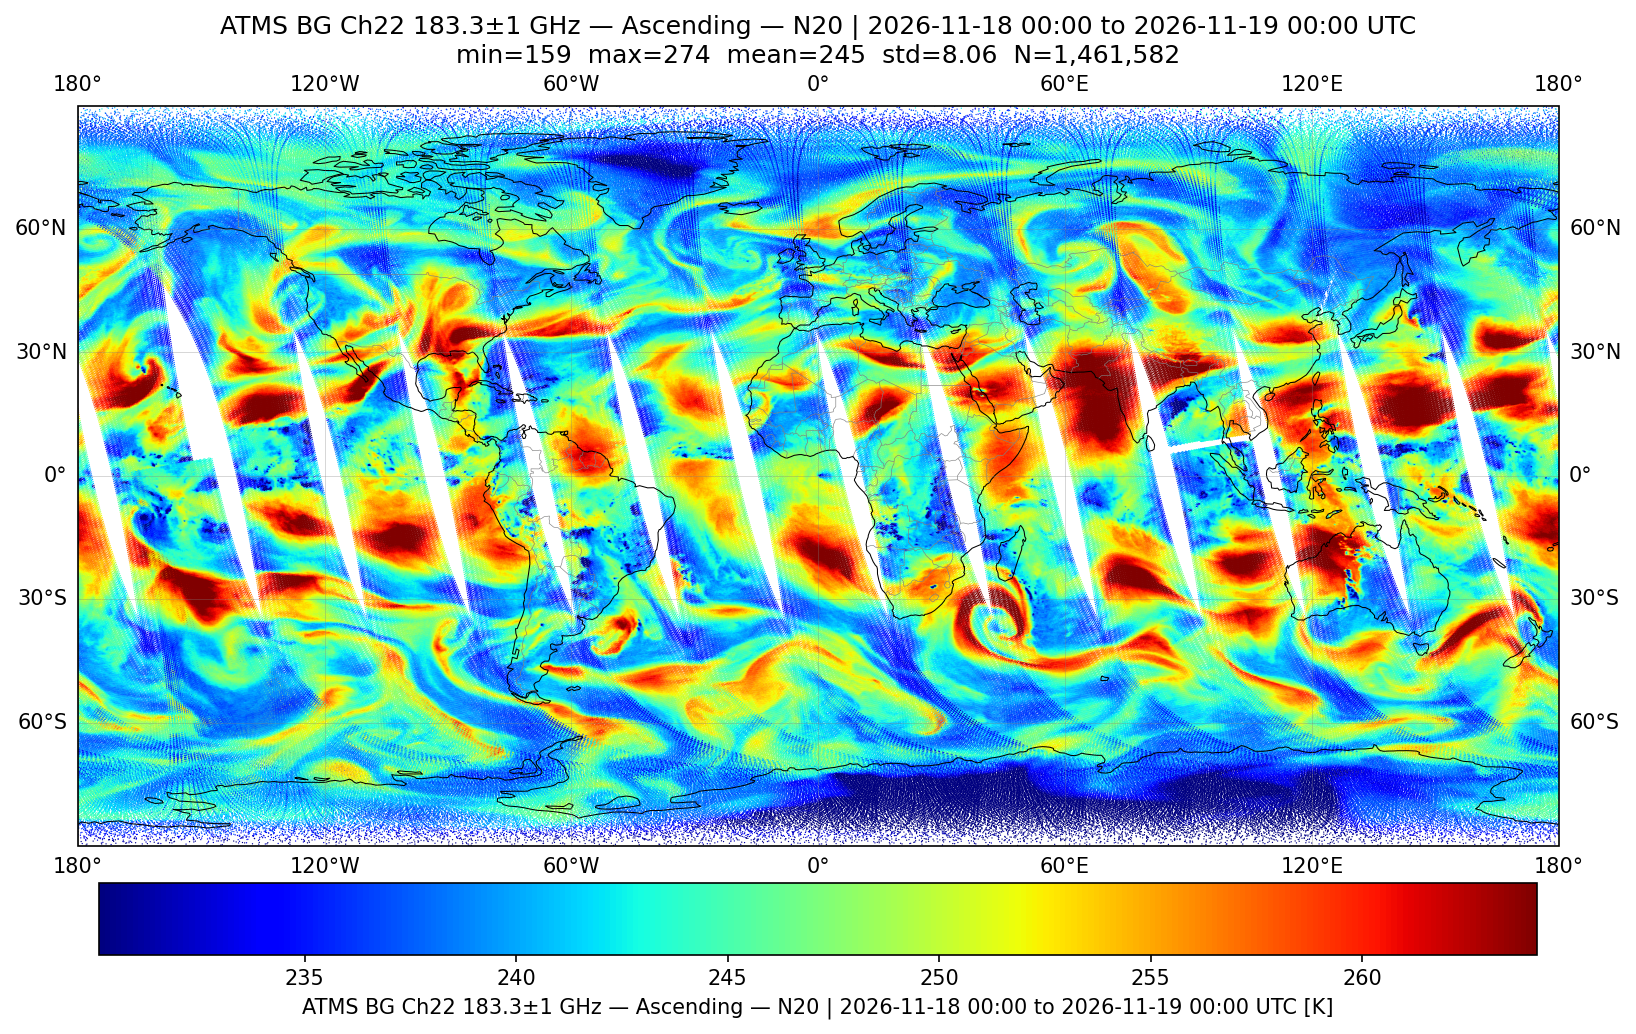 ATMS BG Ch22 183.3±1 GHz — Ascending — N20 | 2026-11-18 00:00 to 2026-11-19 00:00 UTC
min=159 max=274 mean=245 std=8.06 N=1,461,582
180° 120°W 60°W 0° 60°E 120°E 180°
60°N 60°N
30°N 30°N
0° 0°
30°S 30°S
60°S 60°S
180° 120°W 60°W 0° 60°E 120°E 180°
235 240 245 250 255 260
ATMS BG Ch22 183.3±1 GHz — Ascending — N20 | 2026-11-18 00:00 to 2026-11-19 00:00 UTC [K]